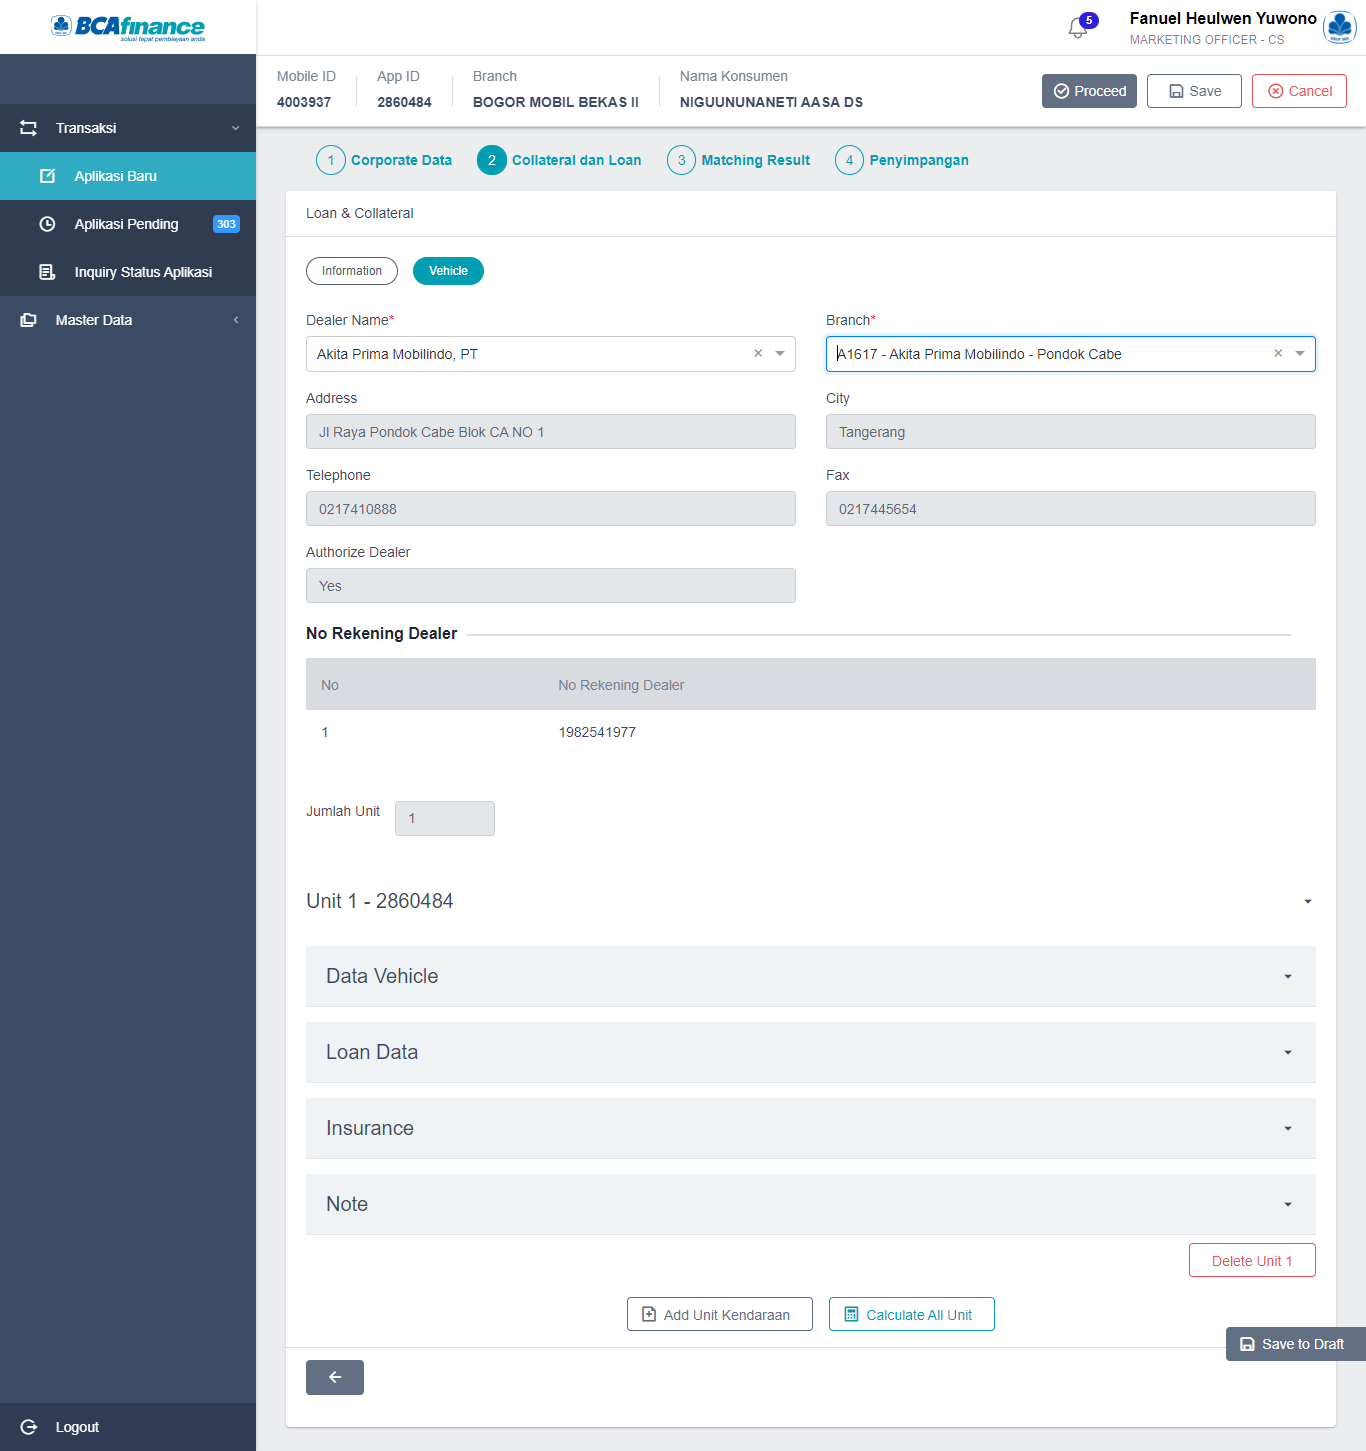 BCAfinance
solusi tepat pembiayaan anda
5
Fanuel Heulwen Yuwono
MARKETING OFFICER - CS
Mobile ID
4003937
App ID
2860484
Branch
BOGOR MOBIL BEKAS II
Nama Konsumen
NIGUUNUNANETI AASA DS
Proceed
Save
Cancel
Transaksi
Aplikasi Baru
Aplikasi Pending
303
Inquiry Status Aplikasi
Master Data
Logout
1 Corporate Data
2 Collateral dan Loan
3 Matching Result
4 Penyimpangan
Loan & Collateral
Information
Vehicle
Dealer Name*
Akita Prima Mobilindo, PT
Branch*
A1617 - Akita Prima Mobilindo - Pondok Cabe
Address
Jl Raya Pondok Cabe Blok CA NO 1
City
Tangerang
Telephone
0217410888
Fax
0217445654
Authorize Dealer
Yes
No Rekening Dealer
No No Rekening Dealer
1 1982541977
Jumlah Unit 1
Unit 1 - 2860484
Data Vehicle
Loan Data
Insurance
Note
Delete Unit 1
Add Unit Kendaraan
Calculate All Unit
Save to Draft